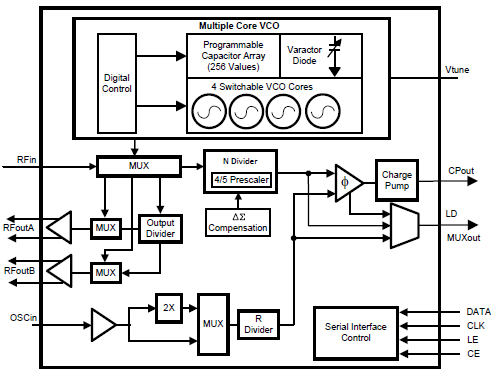 Multiple Core VCO
Programmable
Capacitor Array
(256 Values)
Varactor
Diode
Digital
Control
4 Switchable VCO Cores
Vtune
RFin
MUX
N Divider
4/5 Prescaler
ΔΣ
Compensation
ϕ
Charge
Pump
CPout
LD
MUXout
RFoutA
MUX
Output
Divider
RFoutB
MUX
OSCin
2X
MUX
R
Divider
Serial Interface
Control
DATA
CLK
LE
CE